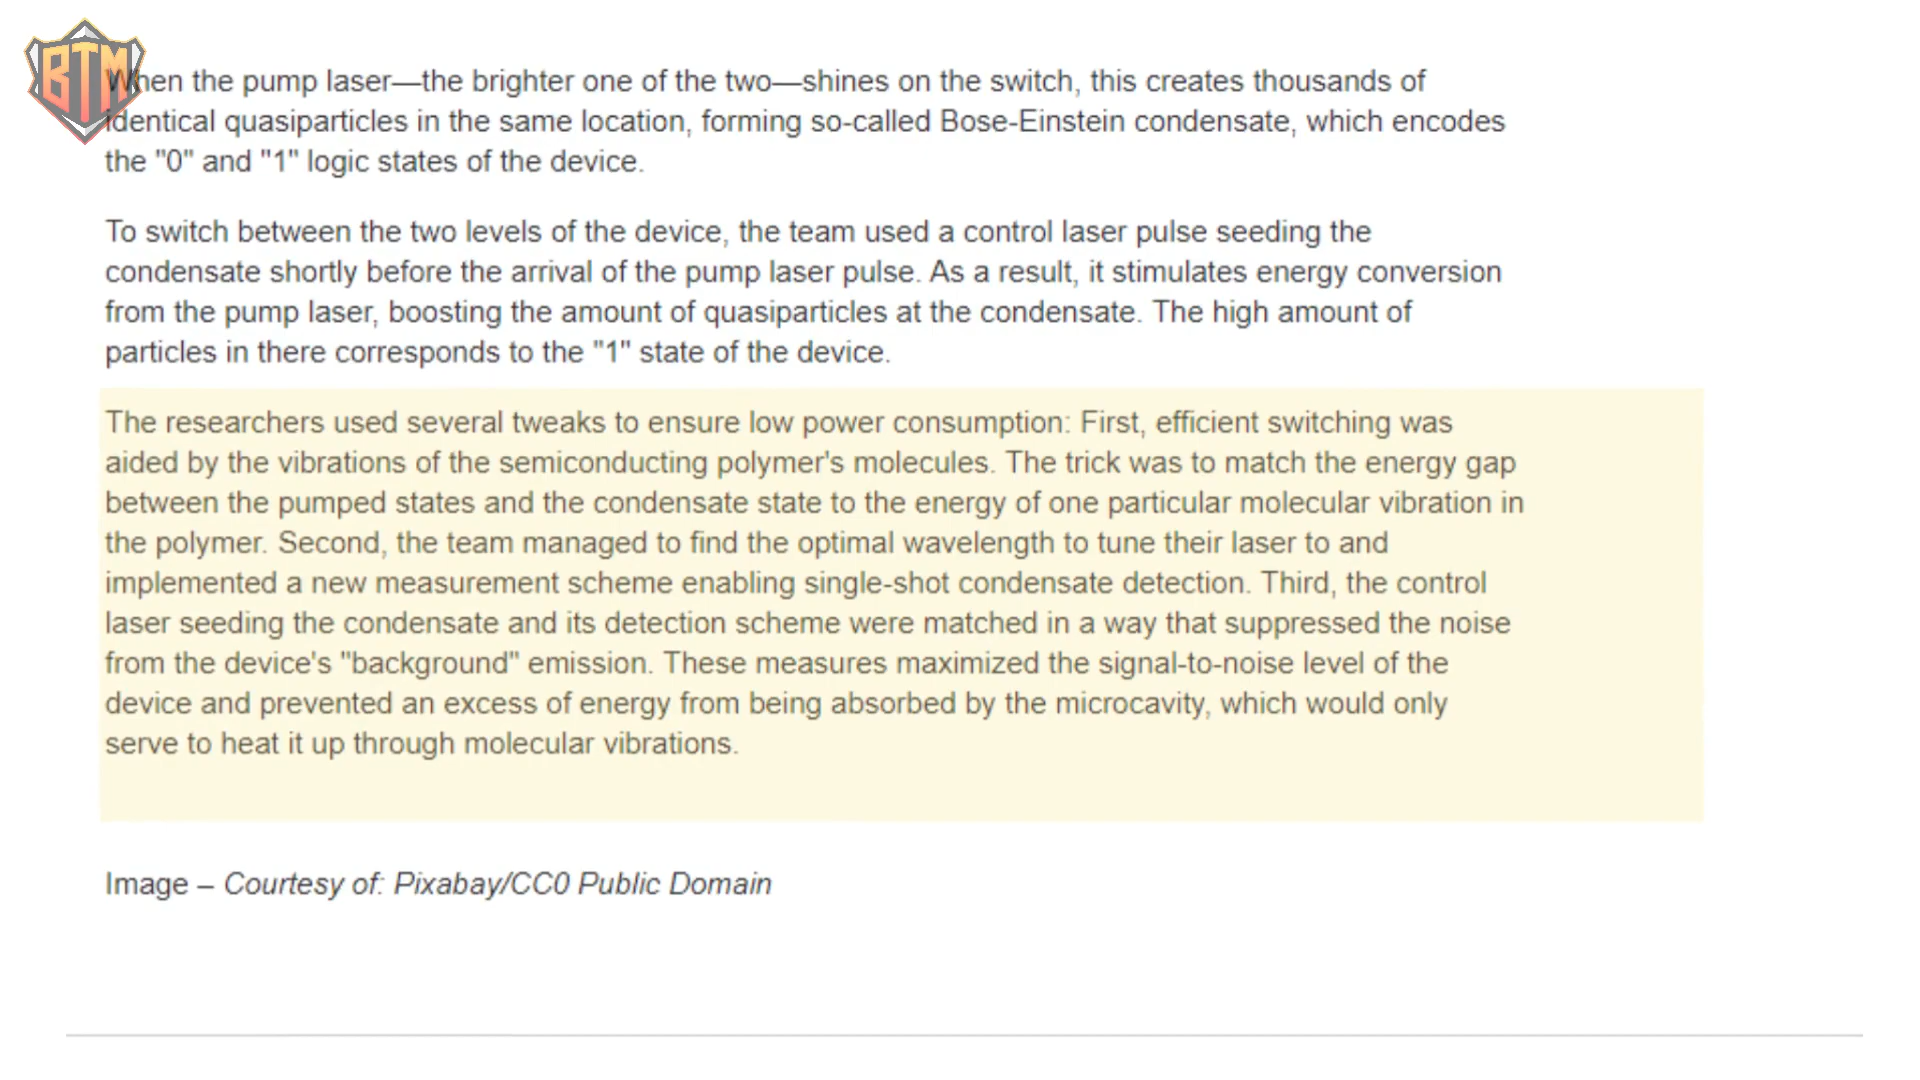 BTM
When the pump laser—the brighter one of the two—shines on the switch, this creates thousands of
identical quasiparticles in the same location, forming so-called Bose-Einstein condensate, which encodes
the "0" and "1" logic states of the device.
To switch between the two levels of the device, the team used a control laser pulse seeding the
condensate shortly before the arrival of the pump laser pulse. As a result, it stimulates energy conversion
from the pump laser, boosting the amount of quasiparticles at the condensate. The high amount of
particles in there corresponds to the "1" state of the device.
The researchers used several tweaks to ensure low power consumption: First, efficient switching was
aided by the vibrations of the semiconducting polymer's molecules. The trick was to match the energy gap
between the pumped states and the condensate state to the energy of one particular molecular vibration in
the polymer. Second, the team managed to find the optimal wavelength to tune their laser to and
implemented a new measurement scheme enabling single-shot condensate detection. Third, the control
laser seeding the condensate and its detection scheme were matched in a way that suppressed the noise
from the device's "background" emission. These measures maximized the signal-to-noise level of the
device and prevented an excess of energy from being absorbed by the microcavity, which would only
serve to heat it up through molecular vibrations.
Image – Courtesy of: Pixabay/CC0 Public Domain